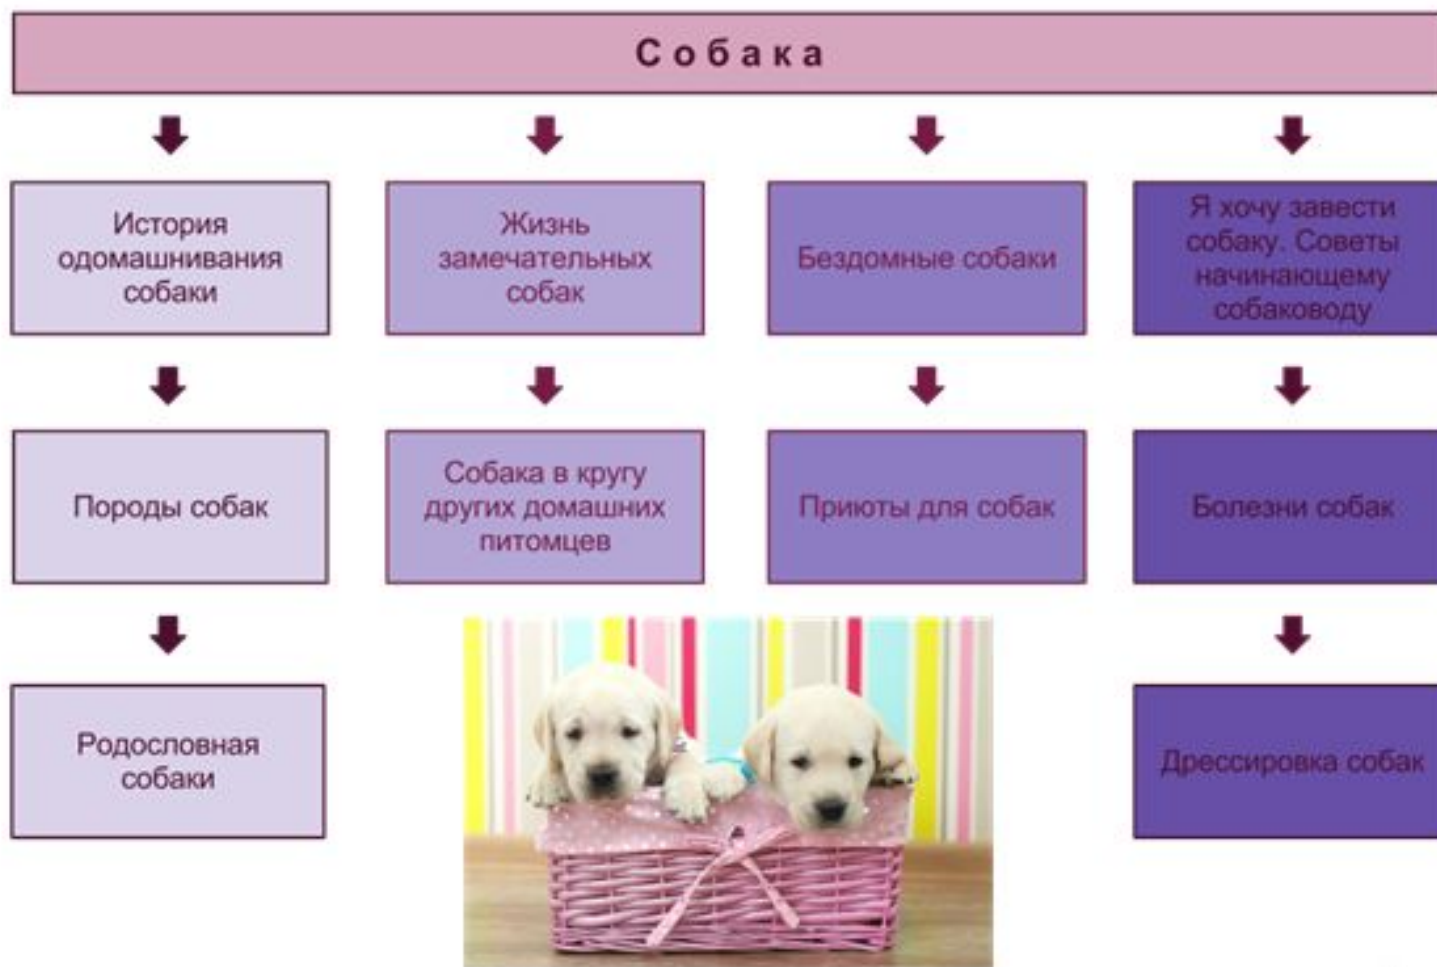 Собака
История
одомашнивания
собаки
Жизнь
замечательных
собак
Бездомные собаки
Я хочу завести
собаку. Советы
начинающему
собаководу
Породы собак
Собака в кругу
других домашних
питомцев
Приюты для собак
Болезни собак
Родословная
собаки
Дрессировка собак